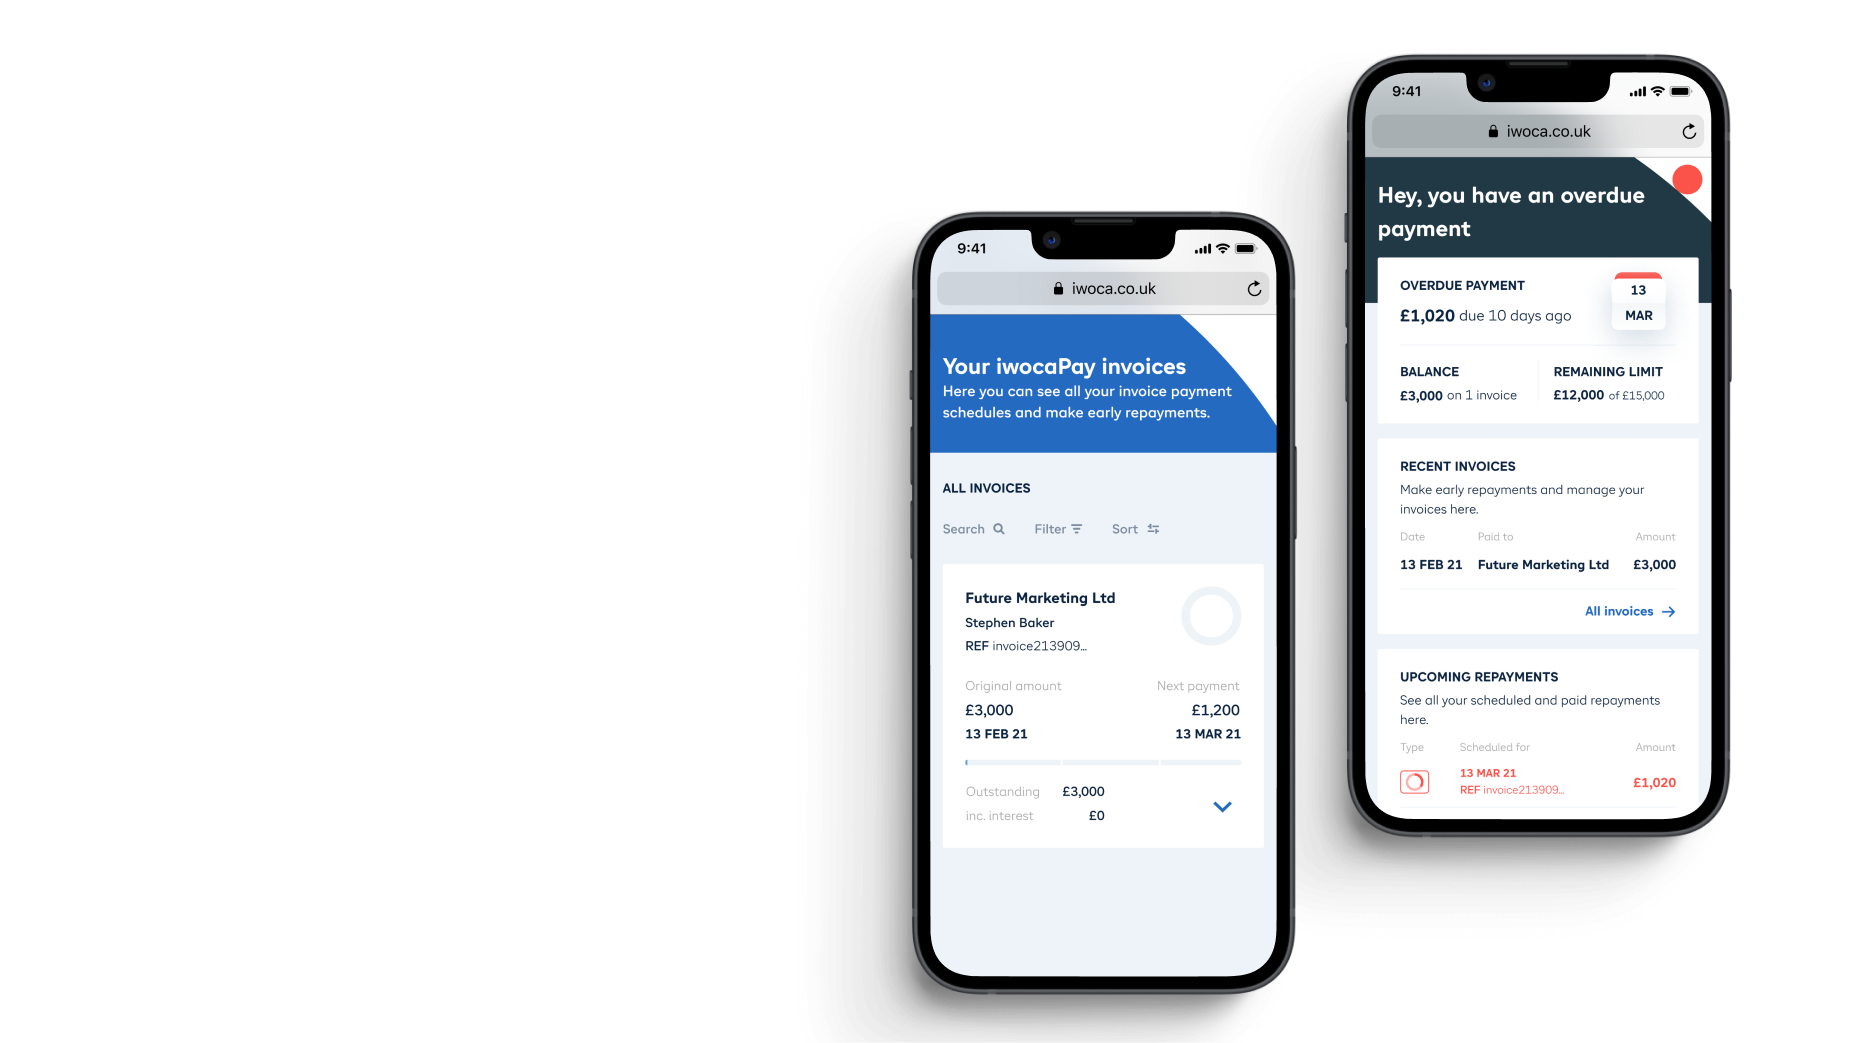 9:41
iwoca.co.uk
Your iwocaPay invoices
Here you can see all your invoice payment
schedules and make early repayments.
ALL INVOICES
Search Filter Sort
Future Marketing Ltd
Stephen Baker
REF invoice213909...
Original amount Next payment
£3,000 £1,200
13 FEB 21 13 MAR 21
Outstanding £3,000
inc. interest £0
9:41
iwoca.co.uk
Hey, you have an overdue
payment
OVERDUE PAYMENT
£1,020 due 10 days ago
13
MAR
BALANCE REMAINING LIMIT
£3,000 on 1 invoice £12,000 of £15,000
RECENT INVOICES
Make early repayments and manage your
invoices here.
Date Paid to Amount
13 FEB 21 Future Marketing Ltd £3,000
All invoices
UPCOMING REPAYMENTS
See all your scheduled and paid repayments
here.
Type Scheduled for Amount
13 MAR 21
REF invoice213909...
£1,020